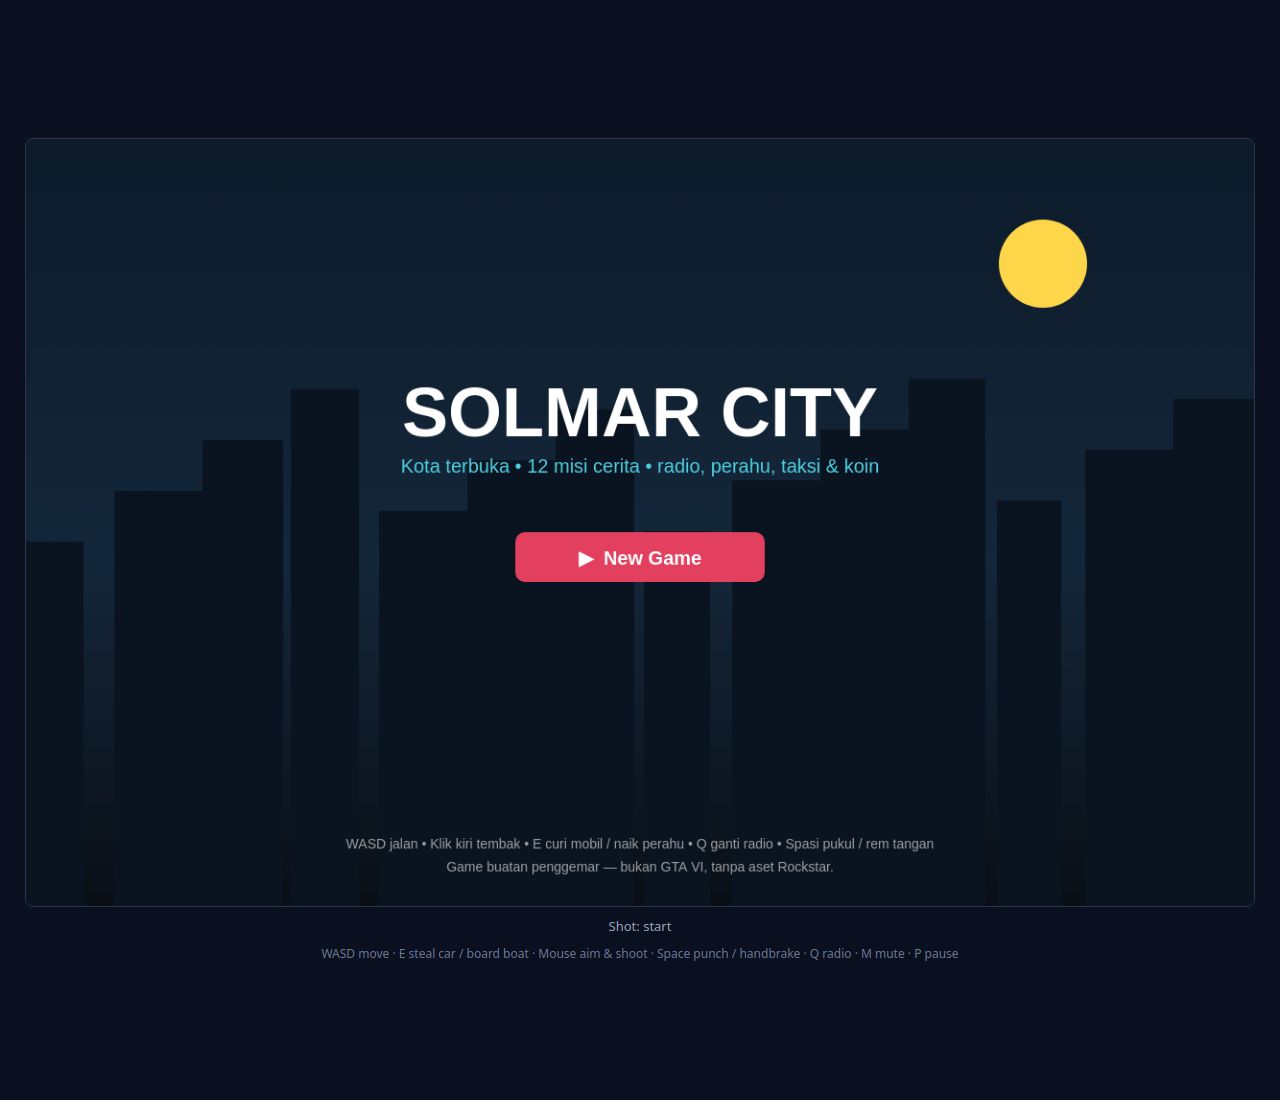 SOLMAR CITY
Kota terbuka • 12 misi cerita • radio, perahu, taksi & koin
▶ New Game
WASD jalan • Klik kiri tembak • E curi mobil / naik perahu • Q ganti radio • Spasi pukul / rem tangan
Game buatan penggemar — bukan GTA VI, tanpa aset Rockstar.
Shot: start
WASD move · E steal car / board boat · Mouse aim & shoot · Space punch / handbrake · Q radio · M mute · P pause